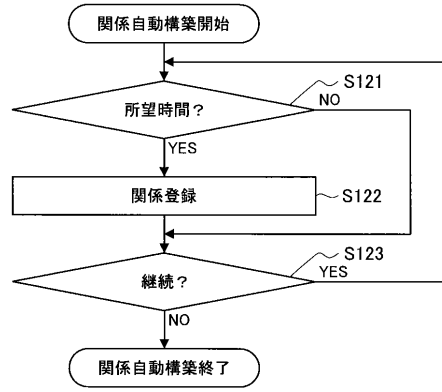 関係自動構築開始
S121
所望時間？
NO
YES
関係登録
S122
S123
継続？
YES
NO
関係自動構築終了